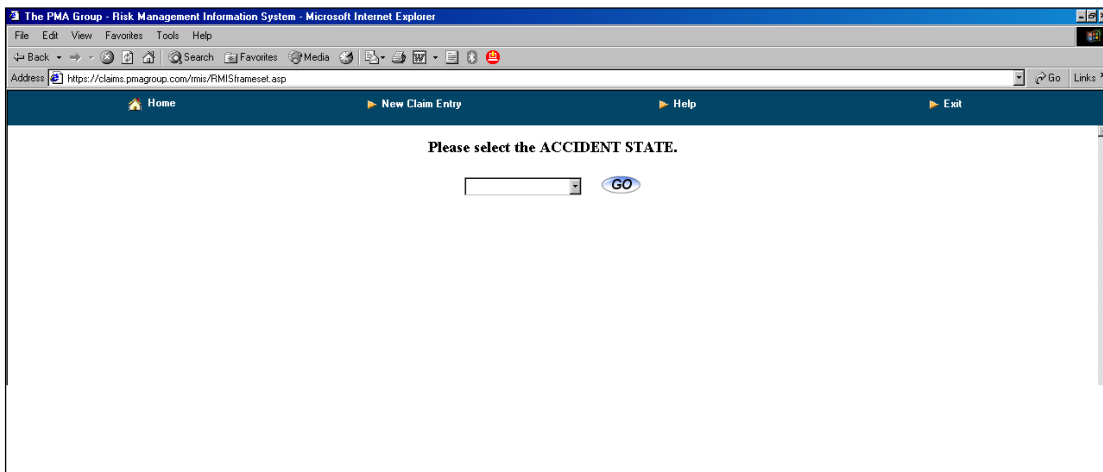 The PMA Group - Risk Management Information System - Microsoft Internet Explorer
File Edit View Favorites Tools Help
Back Search Favorites Media
Address https://claims.pmagroup.com/rmis/RMISframeset.asp Go Links
Home New Claim Entry Help Exit
Please select the ACCIDENT STATE.
GO